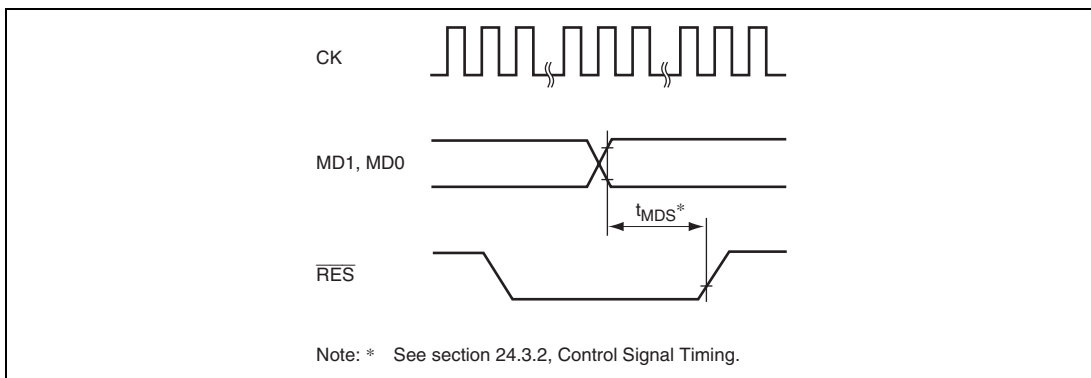 CK
MD1, MD0
tMDS*
RES
Note: * See section 24.3.2, Control Signal Timing.